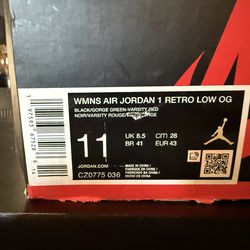 WMNS AIR JORDAN 1 RETRO LOW OG
BLACK/GORGE GREEN-VARSITY RED
NOIR/VARSITY ROUGE/
11
UK 8.5
cm 28
BR 41
EUR 43
JORDAN.COM
CZ0775 036
MADE IN CHINA